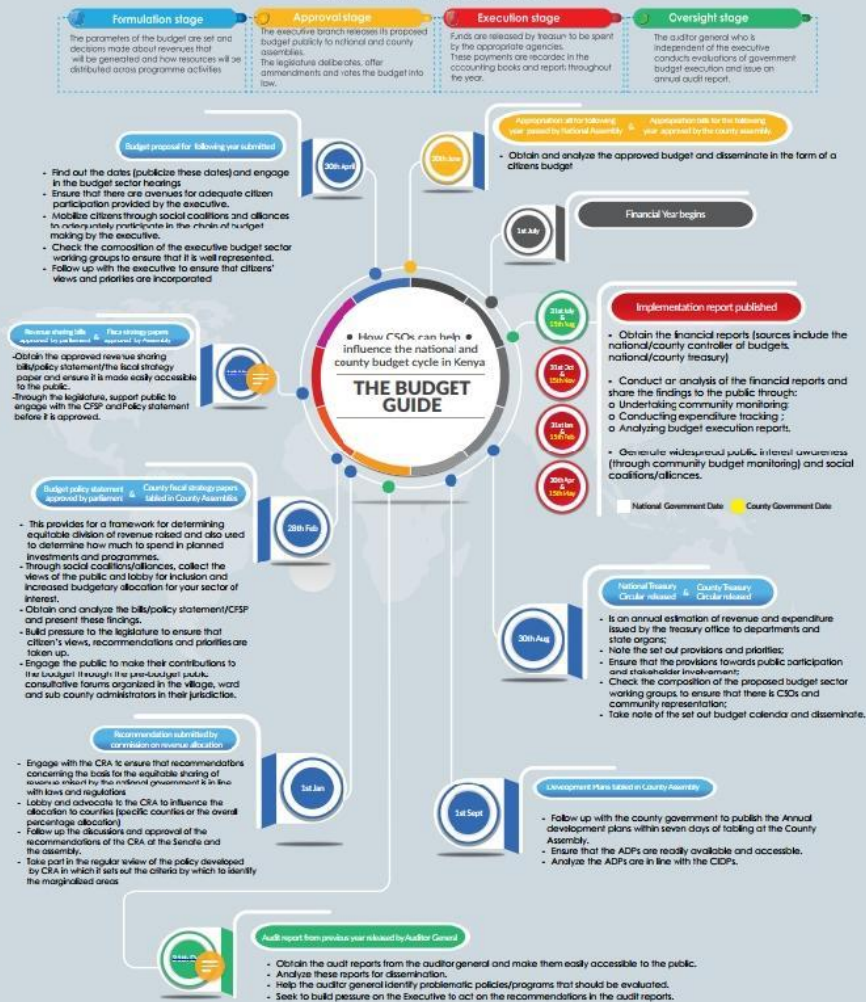 Formulation stage
The parameters of the budget are set and
decisions made about revenues that
will be generated and how resources will be
distributed across programme activities
Approval stage
The executive branch releases its proposed
budget publicly to national and county
assemblies.
The legislature deliberates, offer
ammendments and votes the budget into
law.
Execution stage
Funds are released by treasury to be spent
by the appropriate agencies.
These payments are recorded in the
accounting books and report throughout
the year.
Oversight stage
The auditor general who is
independent of the executive
conducts evaluations of government
budget execution and issue an
annual audit report.
Budget proposal for following year submitted
30th April
- Find out the dates (publicize these dates) and engage
in the budget sector hearings
- Ensure that there are avenues for adequate citizen
participation provided by the executive.
- Mobilize citizens through social coalitions and alliances
to adequately participate in the chain of budget
making by the executive.
- Check the composition of the executive budget sector
working groups to ensure that it is well represented.
- Follow up with the executive to ensure that citizens'
views and priorities are incorporated
30th June
Appropriation bill for following
year passed by National Assembly
&
Appropriation bills for the following
year approved by the county assembly
- Obtain and analyze the approved budget and disseminate in the form of a
citizens budget
1st July
Financial Year begins
Revenue sharing bills
approved by parliament
&
Fiscal strategy papers
approved by Assembly
-Obtain the approved revenue sharing
bills/policy statement/the fiscal strategy
paper and ensure it is made easily accessible
to the public.
-Through the legislature, support public to
engage with the CFSP and Policy statement
before it is approved.
• How CSOs can help •
influence the national and
county budget cycle in Kenya
THE BUDGET
GUIDE
31st July
&
15th Aug
31st Oct
&
15th Nov
31st Jan
&
15th Feb
30th Apr
&
15th May
Implementation report published
- Obtain the financial reports (sources include the
national/county controller of budgets,
national/county treasury)
- Conduct an analysis of the financial reports and
share the findings to the public through:
o Undertaking community monitoring;
o Conducting expenditure tracking ;
o Analyzing budget execution reports.
- Generate widespread public interest awareness
(through community budget monitoring) and social
coalitions/alliances.
National Government Date
County Government Date
Budget policy statement
approved by parliament
&
County fiscal strategy papers
tabled in County Assemblies
28th Feb
- This provides for a framework for determining
equitable division of revenue raised and also used
to determine how much to spend in planned
investments and programmes.
- Through social coalitions/alliances, collect the
views of the public and lobby for inclusion and
increased budgetary allocation for your sector of
interest.
- Obtain and analyze the bills/policy statement/CFSP
and present these findings.
- Build pressure to the legislature to ensure that
citizen's views, recommendations and priorities are
taken up.
- Engage the public to make their contributions to
the budget through the pre-budget public
consultative forums organized in the village, ward
and sub county administrators in their jurisdiction.
30th Aug
National Treasury
Circular released
&
County Treasury
Circular released
- Is an annual estimation of revenue and expenditure
issued by the treasury office to departments and
state organs;
- Note the set out provisions and priorities;
- Ensure that the provisions towards public participation
and stakeholder involvement;
- Check the composition of the proposed budget sector
working groups, to ensure that there is CSOs and
community representation;
- Take note of the set out budget calendar and disseminate.
Recommendation submitted by
commission on revenue allocation
1st Jan
- Engage with the CRA to ensure that recommendations
concerning the basis for the equitable sharing of
revenue raised by the national government is in line
with laws and regulations
- Lobby and advocate to the CRA to influence the
allocation to counties (specific counties or the overall
percentage allocation)
- Follow up the discussions and approval of the
recommendations of the CRA at the Senate and
the assembly.
- Take part in the regular review of the policy developed
by CRA in which it sets out the criteria by which to identify
the marginalized areas
1st Sept
Development Plans tabled in County Assembly
- Follow up with the county government to publish the Annual
development plans within seven days of tabling at the County
Assembly.
- Ensure that the ADPs are readily available and accessible.
- Analyze the ADPs are in line with the CIDPs.
Audit report from previous year released by Auditor General
- Obtain the audit reports from the auditor general and make them easily accessible to the public.
- Analyze these reports for dissemination.
- Help the auditor general identify problematic policies/programs that should be evaluated.
- Seek to build pressure on the Executive to act on the recommendations in the audit reports.